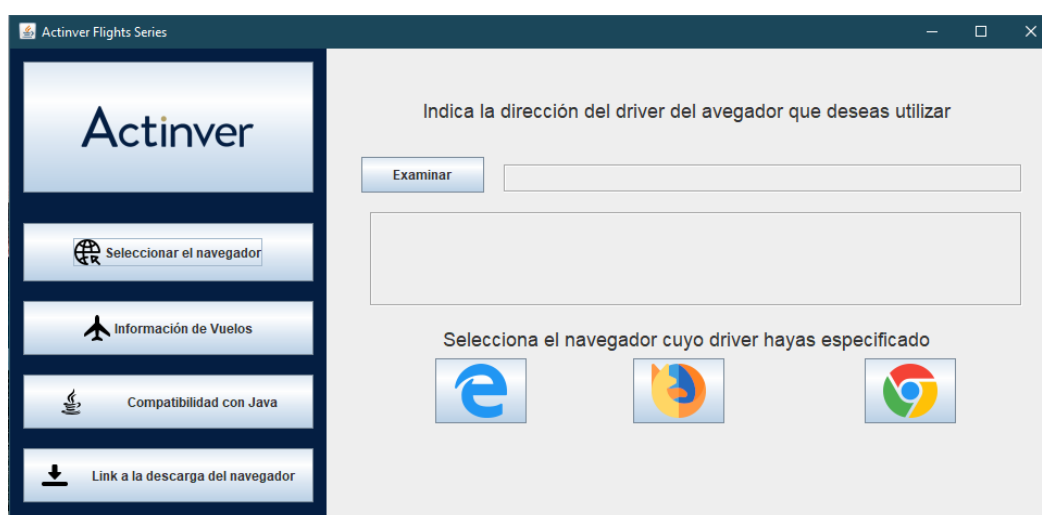 Actinver Flights Series
Actinver
Seleccionar el navegador
Información de Vuelos
Compatibilidad con Java
Link a la descarga del navegador
Indica la dirección del driver del avegador que deseas utilizar
Examinar
Selecciona el navegador cuyo driver hayas especificado